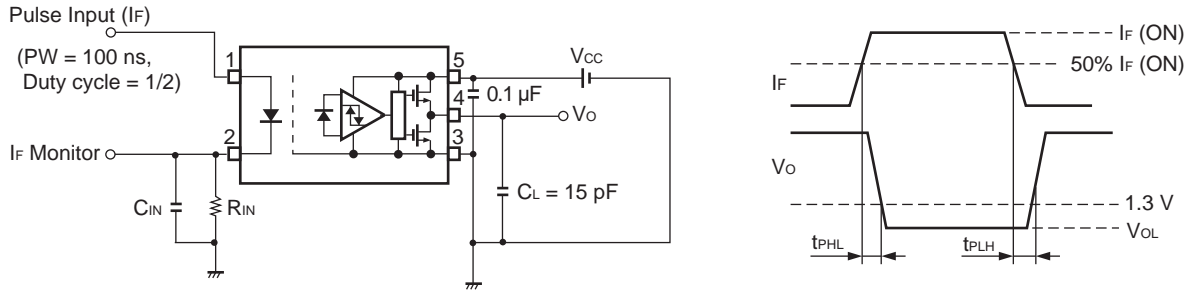 Pulse Input (IF)
(PW = 100 ns,
Duty cycle = 1/2)
1
2
IF Monitor
CIN
RIN
5
4
3
VCC
0.1 μF
VO
CL = 15 pF
IF
IF (ON)
50% IF (ON)
VO
1.3 V
VOL
tPHL
tPLH